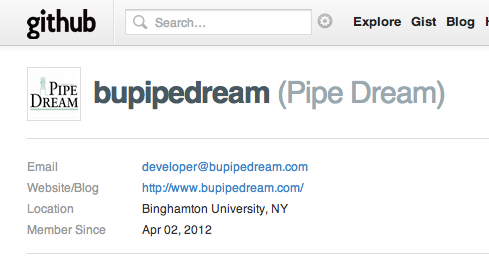 github
Search...
Explore Gist Blog
PIPE
DREAM
bupipedream (Pipe Dream)
Email developer@bupipedream.com
Website/Blog http://www.bupipedream.com/
Location Binghamton University, NY
Member Since Apr 02, 2012